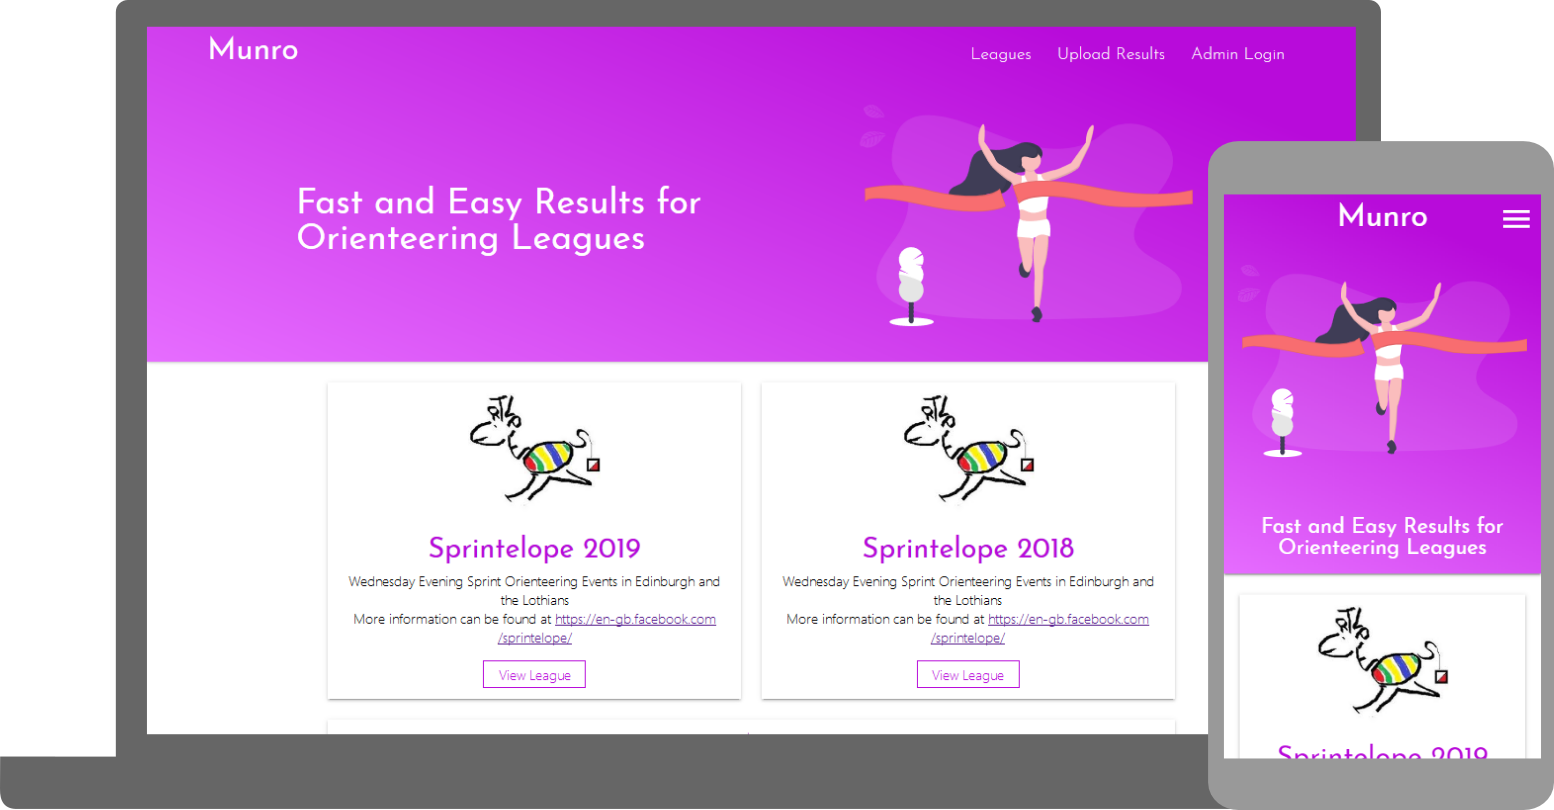 Munro
Leagues
Upload Results
Admin Login
Fast and Easy Results for
Orienteering Leagues
Sprintelope 2019
Wednesday Evening Sprint Orienteering Events in Edinburgh and
the Lothians
More information can be found at https://en-gb.facebook.com
/sprintelope/
View League
Sprintelope 2018
Wednesday Evening Sprint Orienteering Events in Edinburgh and
the Lothians
More information can be found at https://en-gb.facebook.com
/sprintelope/
View League
Munro
Fast and Easy Results for
Orienteering Leagues
Sprintelope 2019